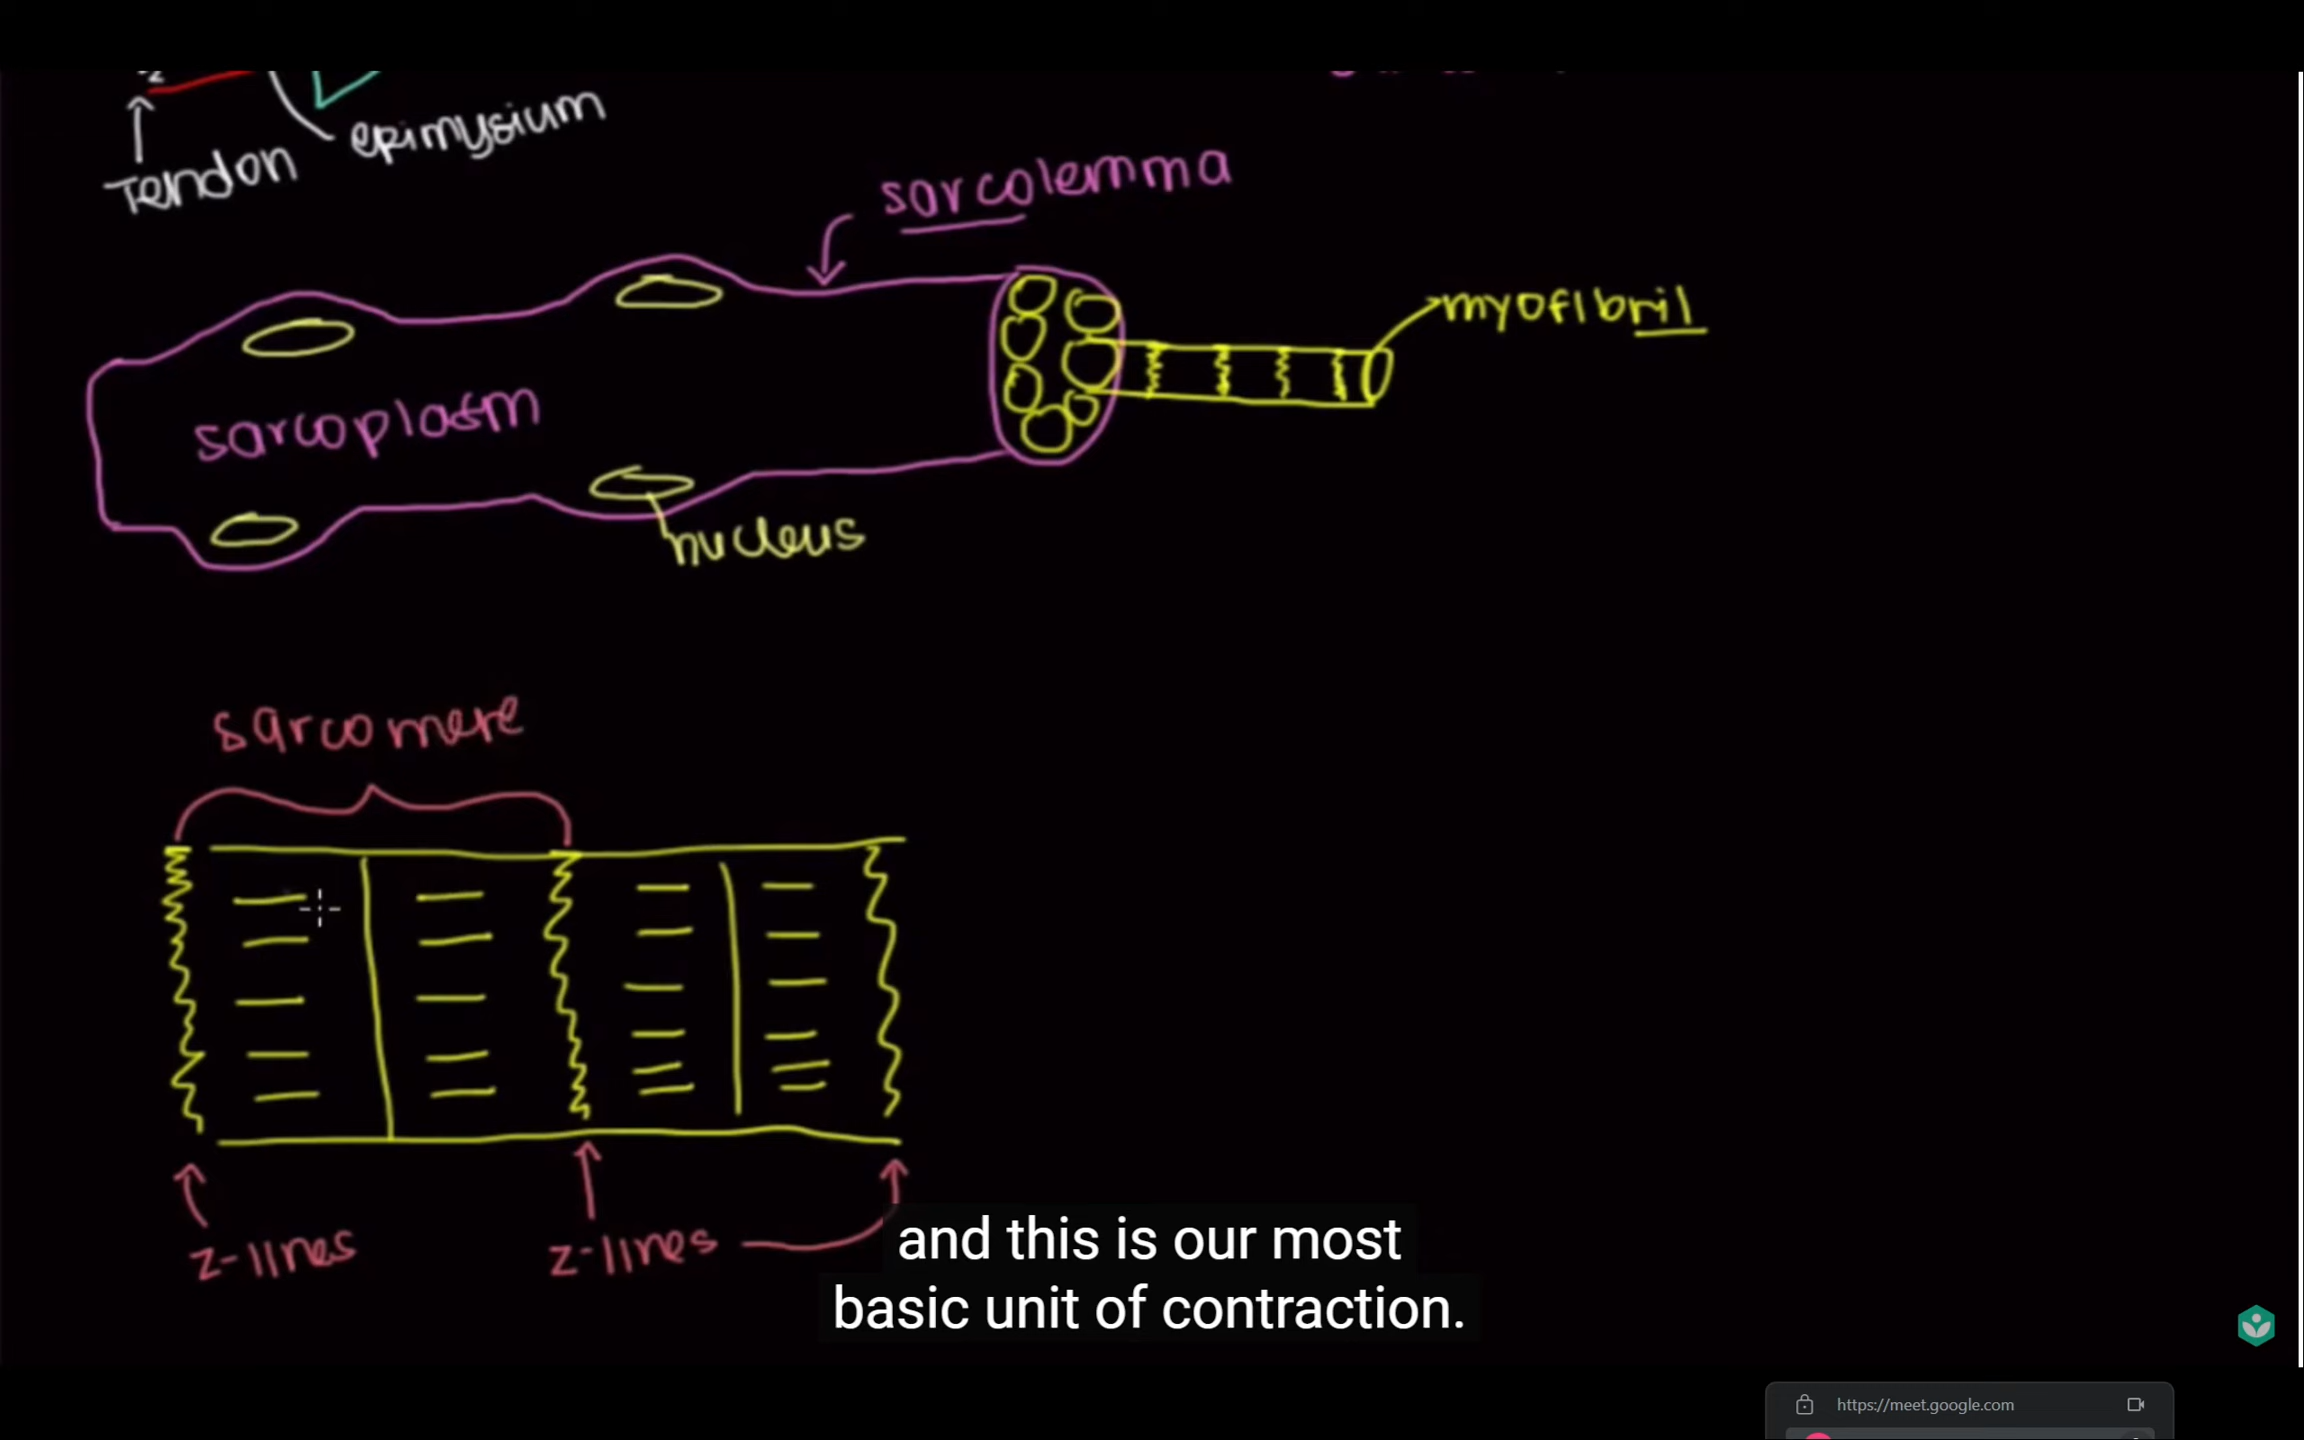 Tendon
epimysium
sarcolemma
myofibril
sarcoplasm
nucleus
sarcomere
z-lines
z-lines
and this is our most
basic unit of contraction.
https://meet.google.com